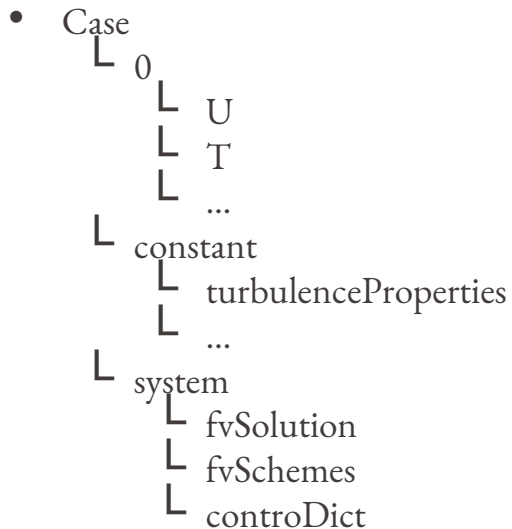 • Case
└ 0
└ U
└ T
└ ...
└ constant
└ turbulenceProperties
└ ...
└ system
└ fvSolution
└ fvSchemes
└ controDict